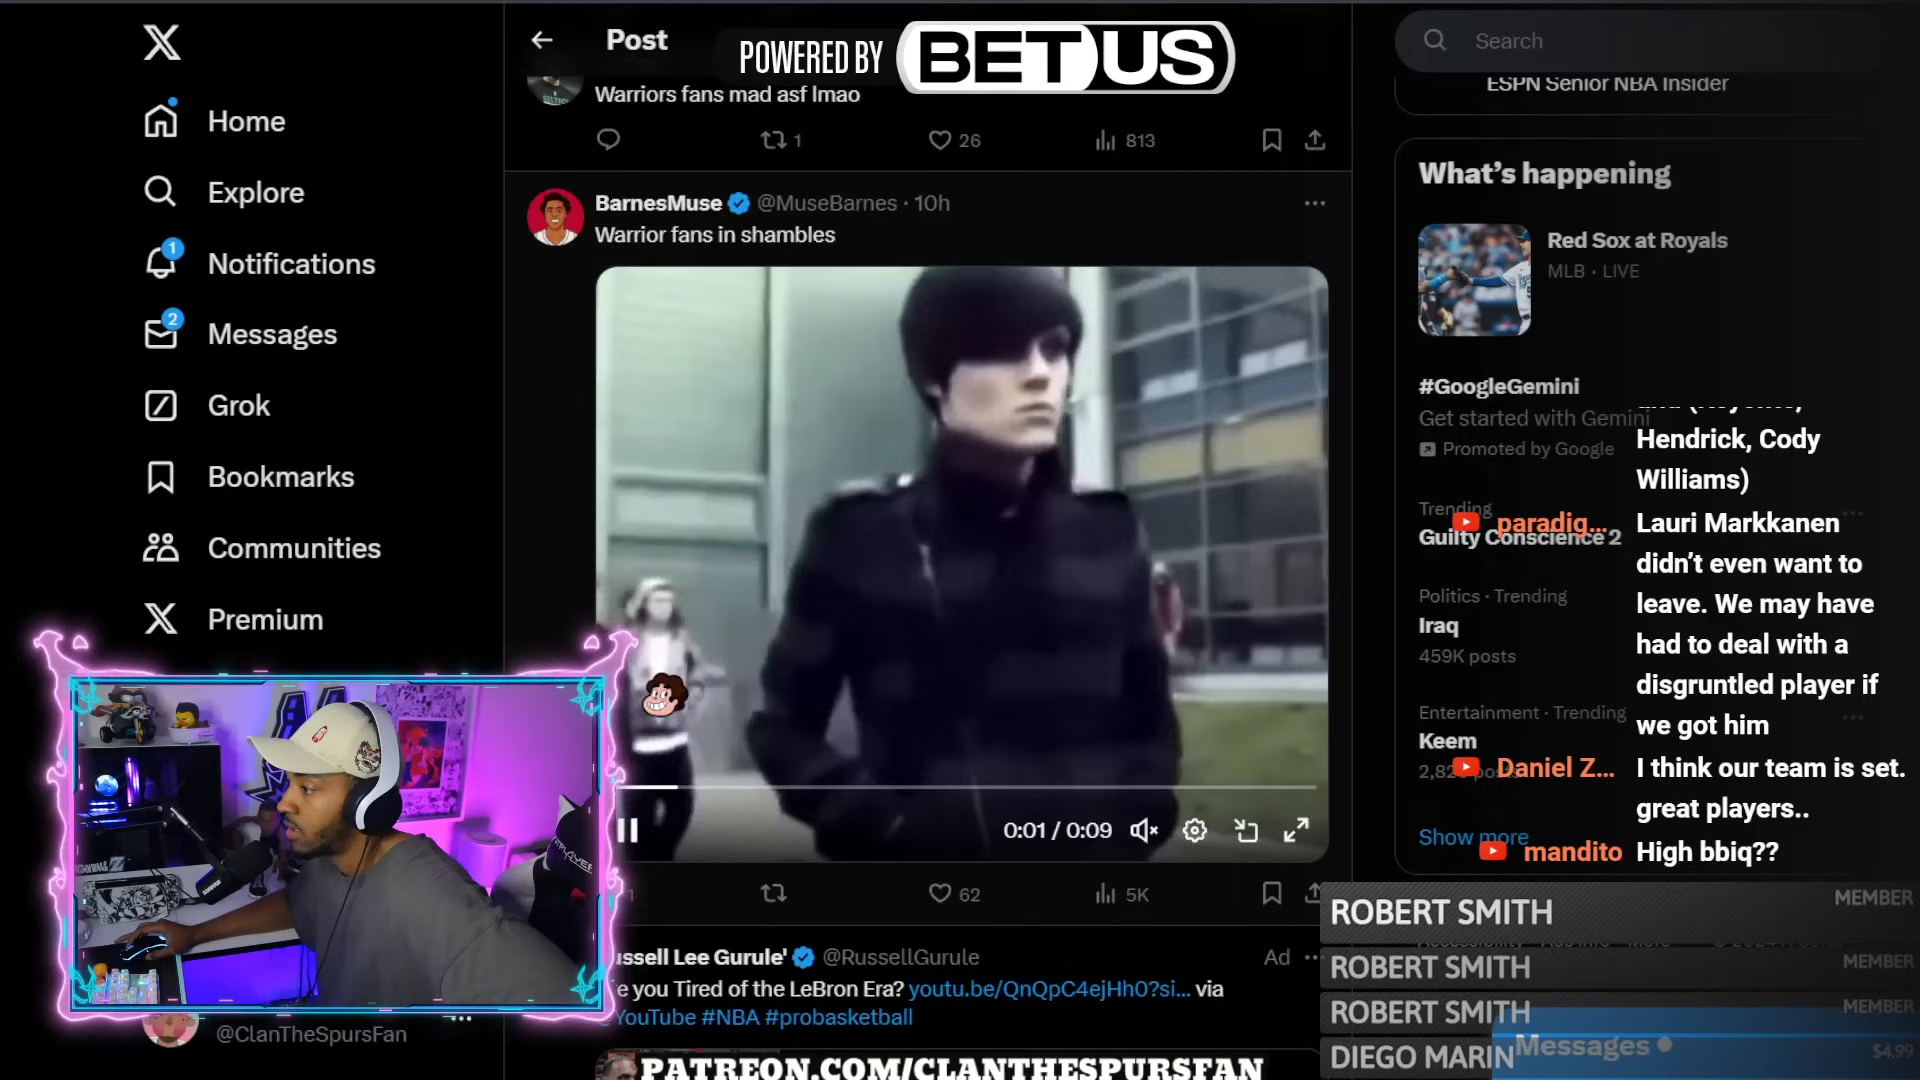 Home
Explore
Notifications
1
Messages
2
Grok
Bookmarks
Communities
Premium
@ClanTheSpursFan
Post
POWERED BY BETUS
Warriors fans mad asf lmao
1
26
813
BarnesMuse @MuseBarnes · 10h
Warrior fans in shambles
0:01 / 0:09
62
5K
ssell Lee Gurule' @RussellGurule
Ad
e you Tired of the LeBron Era? youtu.be/QnQpC4ejHh0?si... via
YouTube #NBA #probasketball
PATREON.COM/CLANTHESPURSFAN
Search
ESPN Senior NBA Insider
What's happening
Red Sox at Royals
MLB · LIVE
#GoogleGemini
Get started with Gemini
Promoted by Google
Trending
Guilty Conscience 2
Politics · Trending
Iraq
459K posts
Entertainment · Trending
Keem
Show more
Hendrick, Cody
Williams)
paradig... Lauri Markkanen
didn't even want to
leave. We may have
had to deal with a
disgruntled player if
we got him
Daniel Z... I think our team is set.
great players..
mandito High bbiq??
ROBERT SMITH MEMBER
ROBERT SMITH MEMBER
ROBERT SMITH MEMBER
DIEGO MARIN $4.99
Messages